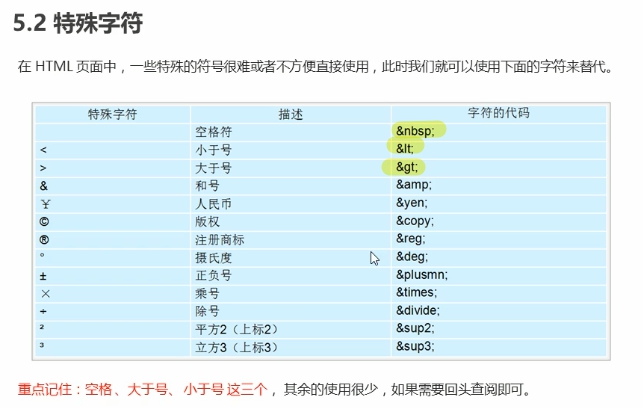 5.2 特殊字符
在 HTML 页面中，一些特殊的符号很难或者不方便直接使用，此时我们就可以使用下面的字符来替代。
特殊字符 描述 字符的代码
空格符 &nbsp;
< 小于号 &lt;
> 大于号 &gt;
& 和号 &amp;
¥ 人民币 &yen;
© 版权 &copy;
® 注册商标 &reg;
° 摄氏度 &deg;
± 正负号 &plusmn;
× 乘号 &times;
÷ 除号 &divide;
² 平方2（上标2） &sup2;
³ 立方3（上标3） &sup3;
重点记住：空格 、大于号、 小于号 这三个 ， 其余的使用很少，如果需要回头查阅即可。